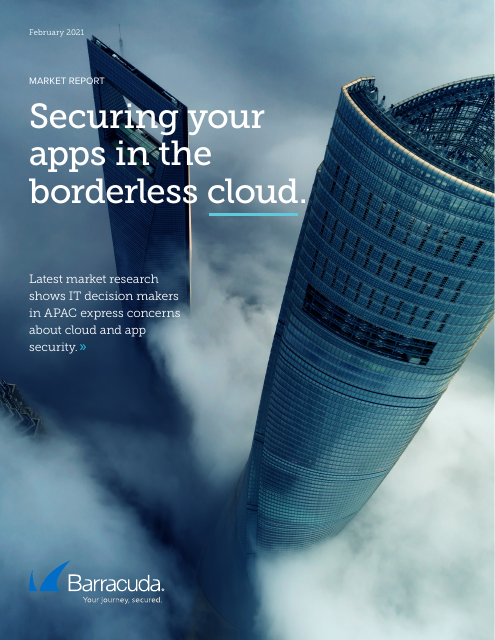 February 2021
MARKET REPORT
Securing your
apps in the
borderless cloud.
Latest market research
shows IT decision makers
in APAC express concerns
about cloud and app
security. »
Barracuda.
Your journey, secured.